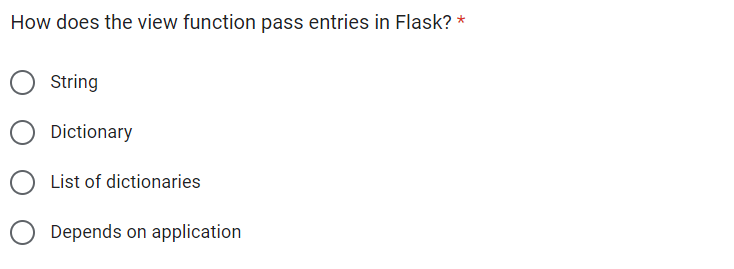 How does the view function pass entries in Flask? *
String
Dictionary
List of dictionaries
Depends on application